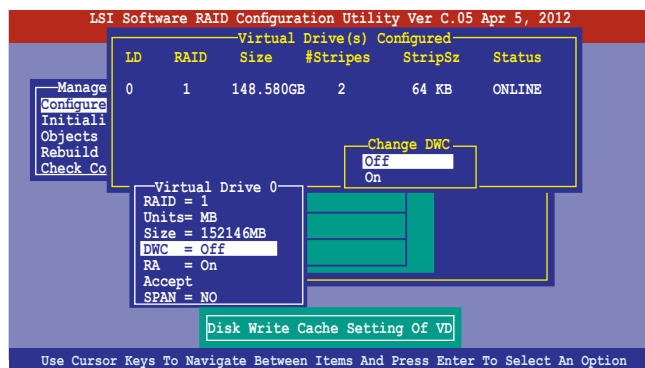 LSI Software RAID Configuration Utility Ver C.05 Apr 5, 2012
Virtual Drive(s) Configured
LD RAID Size #Stripes StripSz Status
0 1 148.580GB 2 64 KB ONLINE
Manage
Configure
Initiali
Objects
Rebuild
Check Co
Change DWC
Off
On
Virtual Drive 0
RAID = 1
Units= MB
Size = 152146MB
DWC = Off
RA = On
Accept
SPAN = NO
Disk Write Cache Setting Of VD
Use Cursor Keys To Navigate Between Items And Press Enter To Select An Option